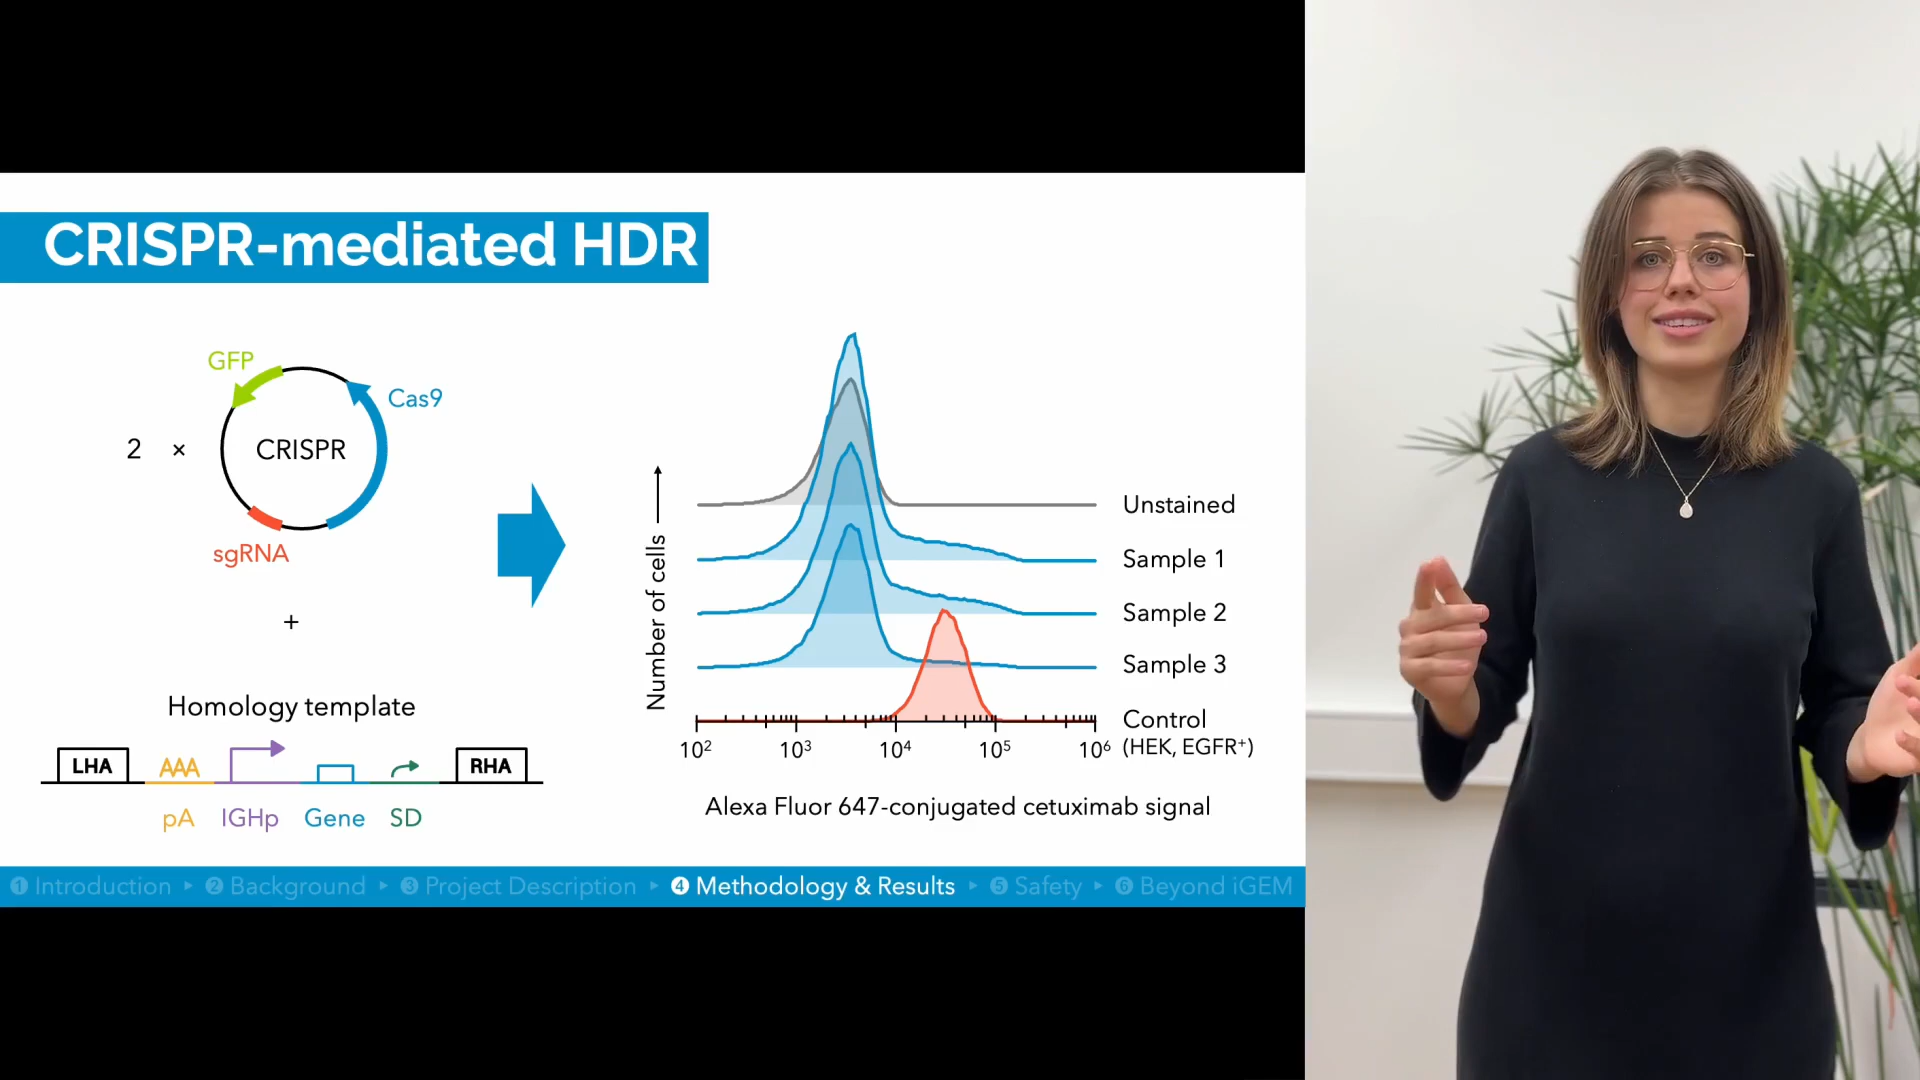 CRISPR-mediated HDR
GFP
Cas9
2 × CRISPR
sgRNA
+
Homology template
LHA AAA RHA
pA IGHp Gene SD
Number of cells
Unstained
Sample 1
Sample 2
Sample 3
Control
(HEK, EGFR⁺)
10² 10³ 10⁴ 10⁵ 10⁶
Alexa Fluor 647-conjugated cetuximab signal
❶ Introduction ▸ ❷ Background ▸ ❸ Project Description ▸ ❹ Methodology & Results ▸ ❺ Safety ▸ ❻ Beyond iGEM